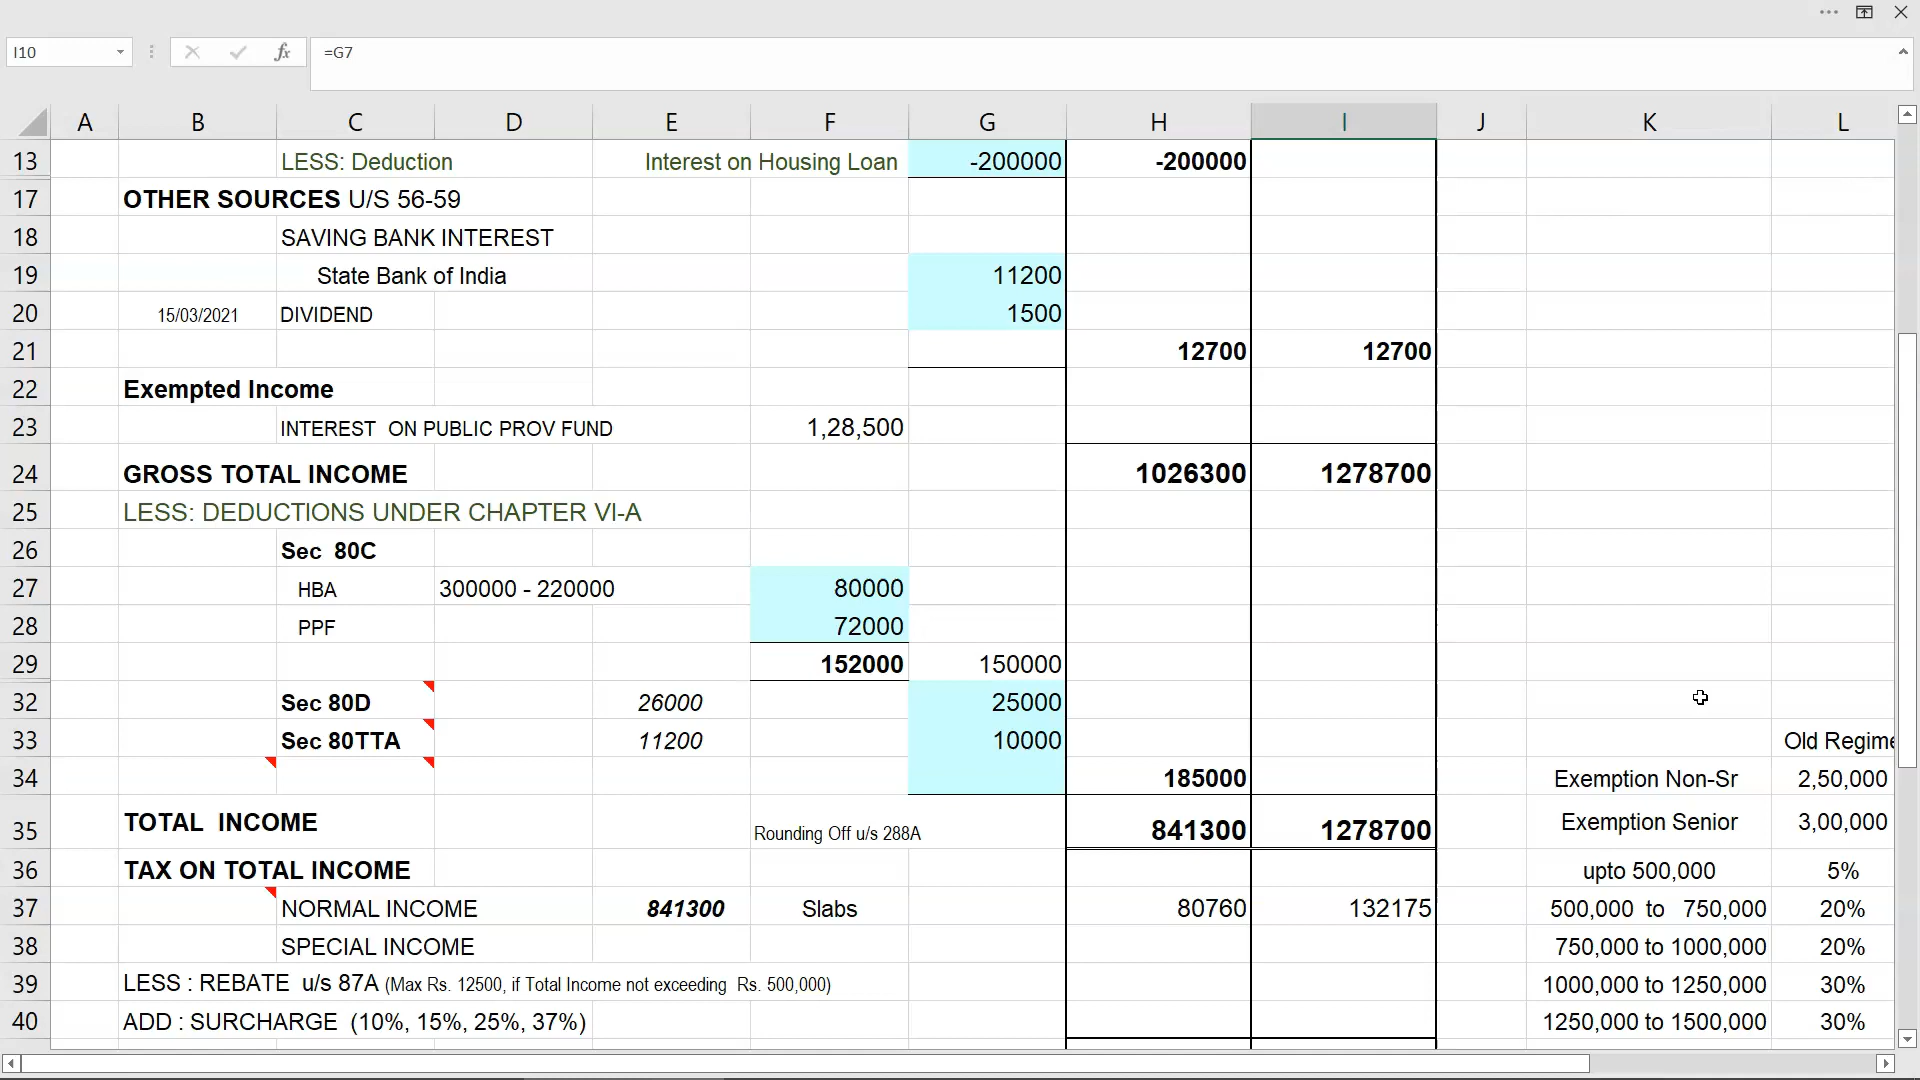 I10
=G7
A B C D E F G H I J K L
13 LESS: Deduction Interest on Housing Loan -200000 -200000
17 OTHER SOURCES U/S 56-59
18 SAVING BANK INTEREST
19 State Bank of India 11200
20 15/03/2021 DIVIDEND 1500
21 12700 12700
22 Exempted Income
23 INTEREST ON PUBLIC PROV FUND 1,28,500
24 GROSS TOTAL INCOME 1026300 1278700
25 LESS: DEDUCTIONS UNDER CHAPTER VI-A
26 Sec 80C
27 HBA 300000 - 220000 80000
28 PPF 72000
29 152000 150000
32 Sec 80D 26000 25000
33 Sec 80TTA 11200 10000 Old Regime
34 185000 Exemption Non-Sr 2,50,000
35 TOTAL INCOME Rounding Off u/s 288A 841300 1278700 Exemption Senior 3,00,000
36 TAX ON TOTAL INCOME upto 500,000 5%
37 NORMAL INCOME 841300 Slabs 80760 132175 500,000 to 750,000 20%
38 SPECIAL INCOME 750,000 to 1000,000 20%
39 LESS : REBATE u/s 87A (Max Rs. 12500, if Total Income not exceeding Rs. 500,000) 1000,000 to 1250,000 30%
40 ADD : SURCHARGE (10%, 15%, 25%, 37%) 1250,000 to 1500,000 30%